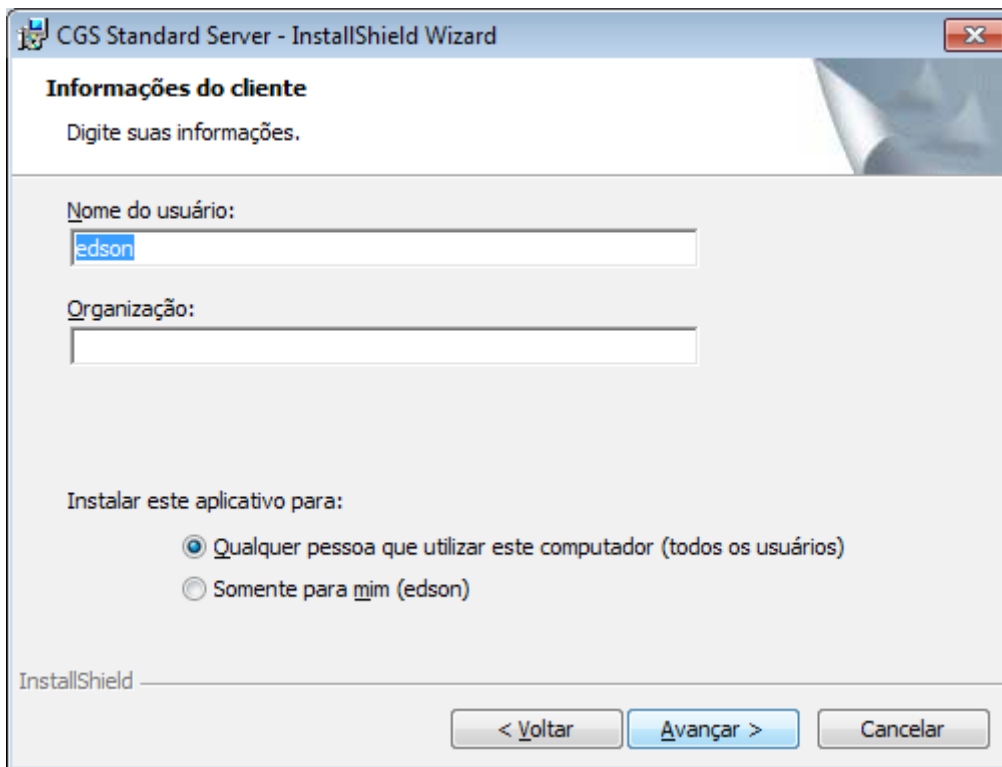 CGS Standard Server - InstallShield Wizard
Informações do cliente
Digite suas informações.
Nome do usuário:
edson
Organização:
Instalar este aplicativo para:
Qualquer pessoa que utilizar este computador (todos os usuários)
Somente para mim (edson)
InstallShield
< Voltar Avançar > Cancelar